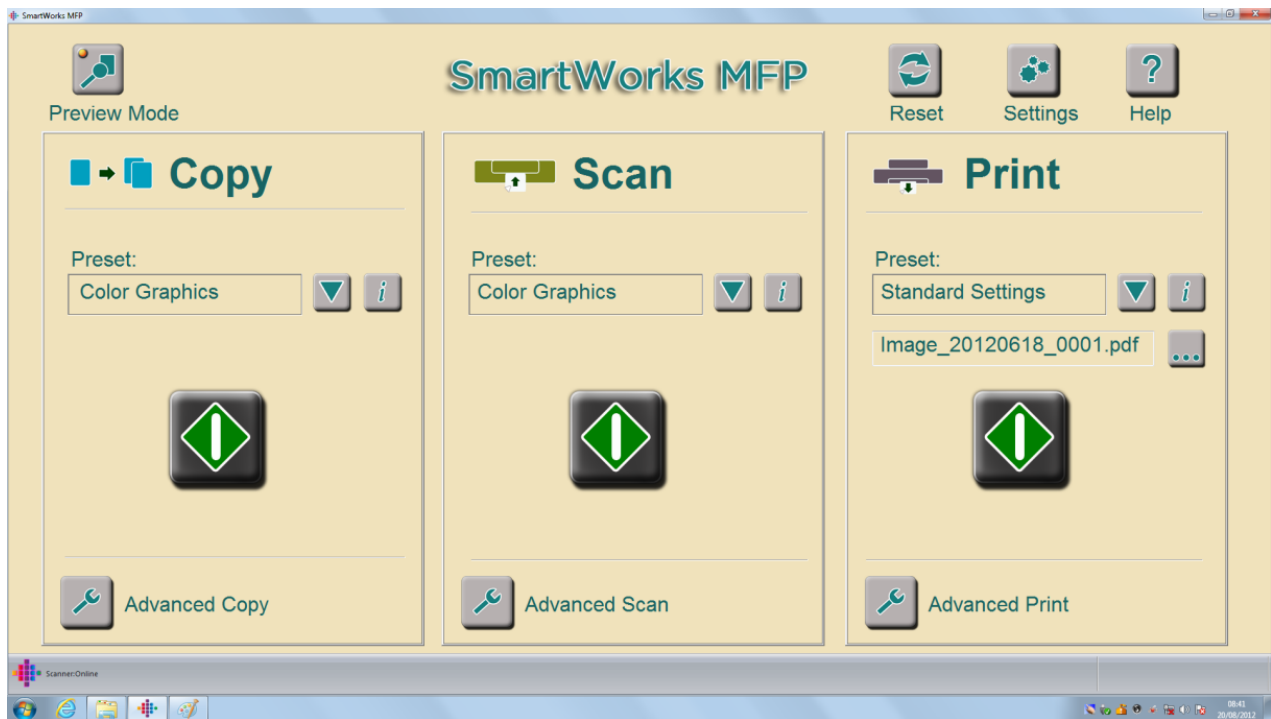 SmartWorks MFP
SmartWorks MFP
Preview Mode
Reset
Settings
?
Help
Copy
Preset:
Color Graphics
i
Advanced Copy
Scan
Preset:
Color Graphics
i
Advanced Scan
Print
Preset:
Standard Settings
i
Image_20120618_0001.pdf
...
Advanced Print
Scanner:Online
08:41
20/08/2012